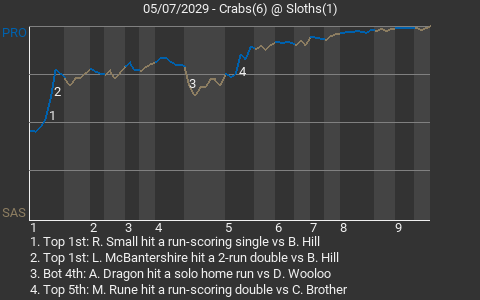 05/07/2029 - Crabs(6) @ Sloths(1)
PRO
2
1
3
4
SAS
1 2 3 4 5 6 7 8 9
1. Top 1st: R. Small hit a run-scoring single vs B. Hill
2. Top 1st: L. McBantershire hit a 2-run double vs B. Hill
3. Bot 4th: A. Dragon hit a solo home run vs D. Wooloo
4. Top 5th: M. Rune hit a run-scoring double vs C. Brother